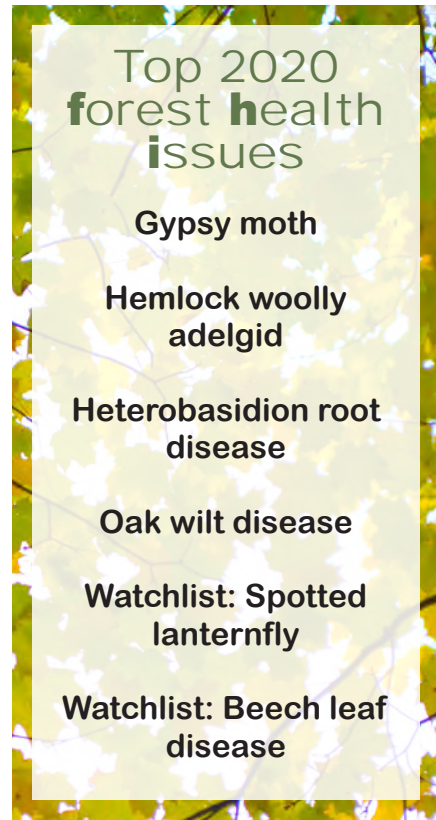 Top 2020
forest health
issues
Gypsy moth
Hemlock woolly
adelgid
Heterobasidion root
disease
Oak wilt disease
Watchlist: Spotted
lanternfly
Watchlist: Beech leaf
disease